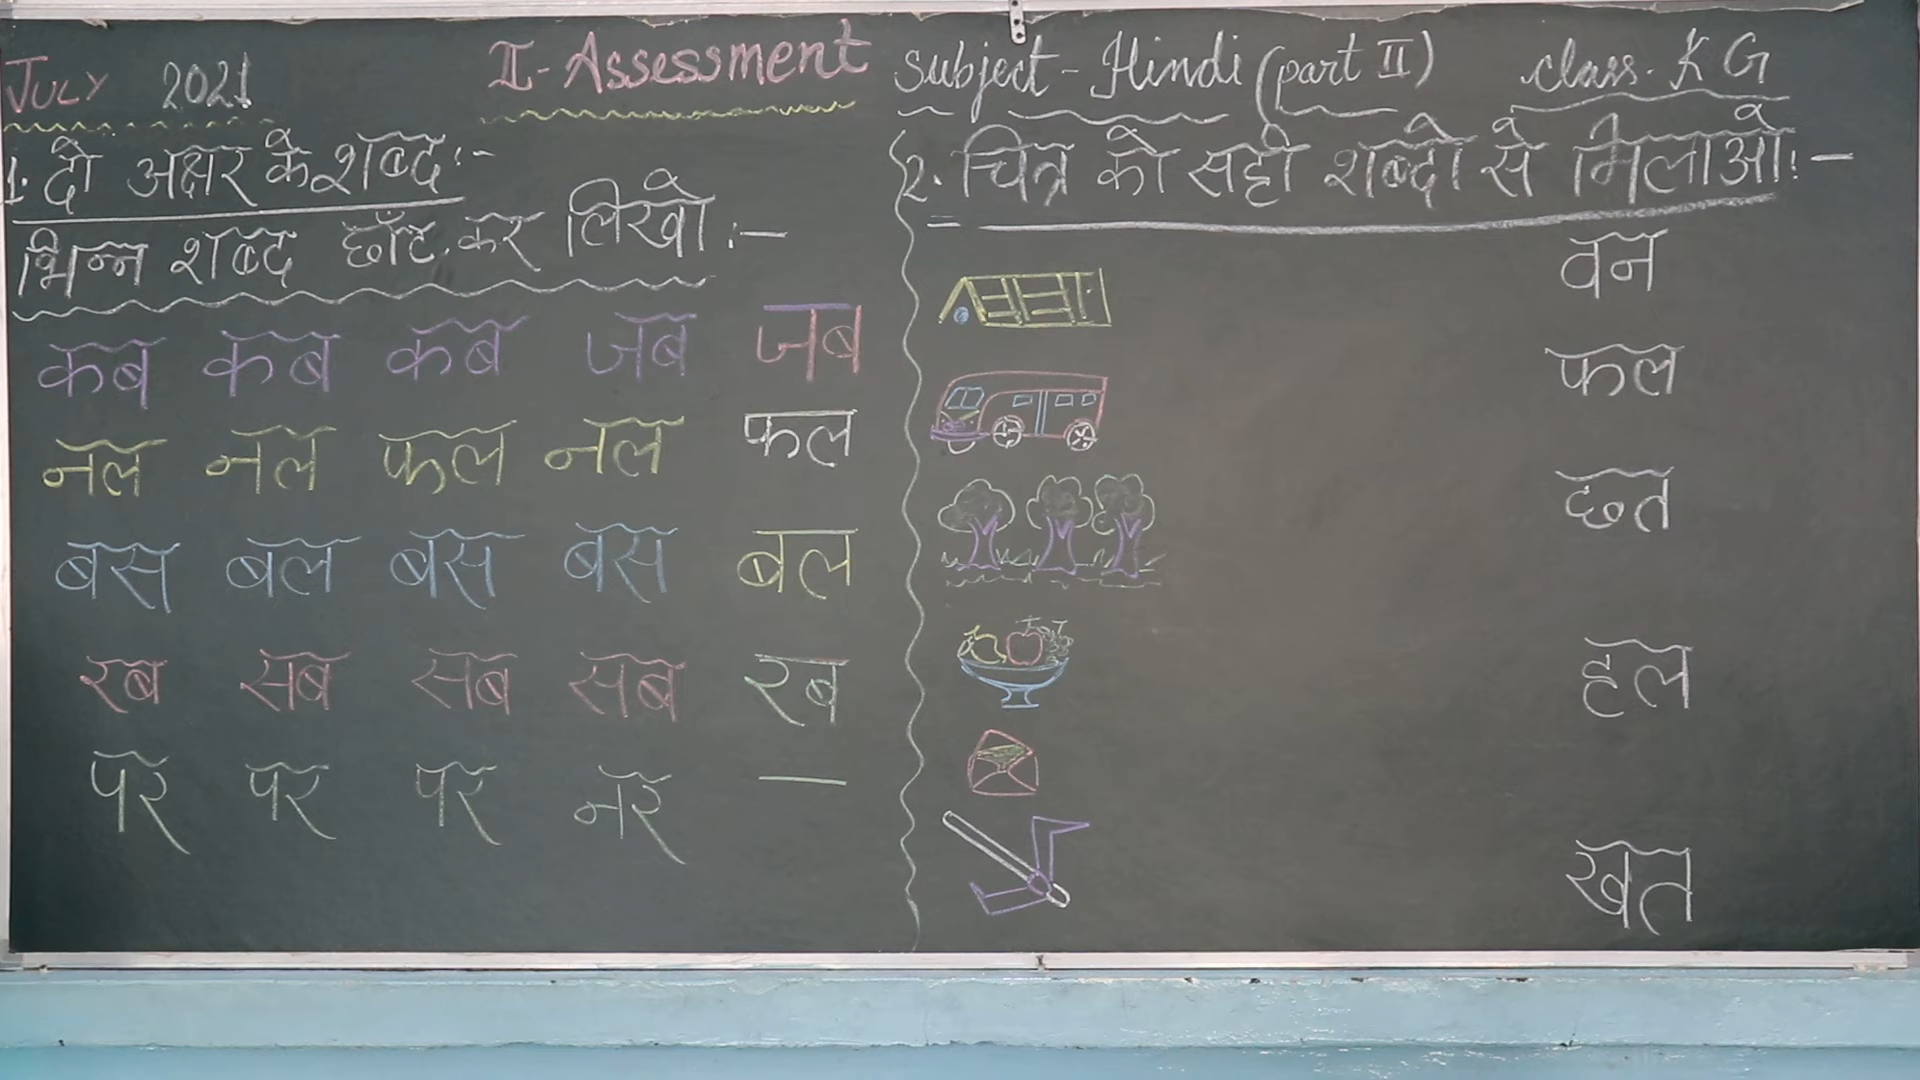 JULY 2021 II-Assessment Subject-Hindi (part II) class. KG
1. दो अक्षर के शब्द :-
भिन्न शब्द छाँट कर लिखो :-
कब कब कब जब जब
नल नल फल नल फल
बस बल बस बस बल
रब सब सब सब रब
पर पर पर नर —
2. चित्र को सही शब्दो से मिलाओ :-
वन
फल
छत
हल
खत